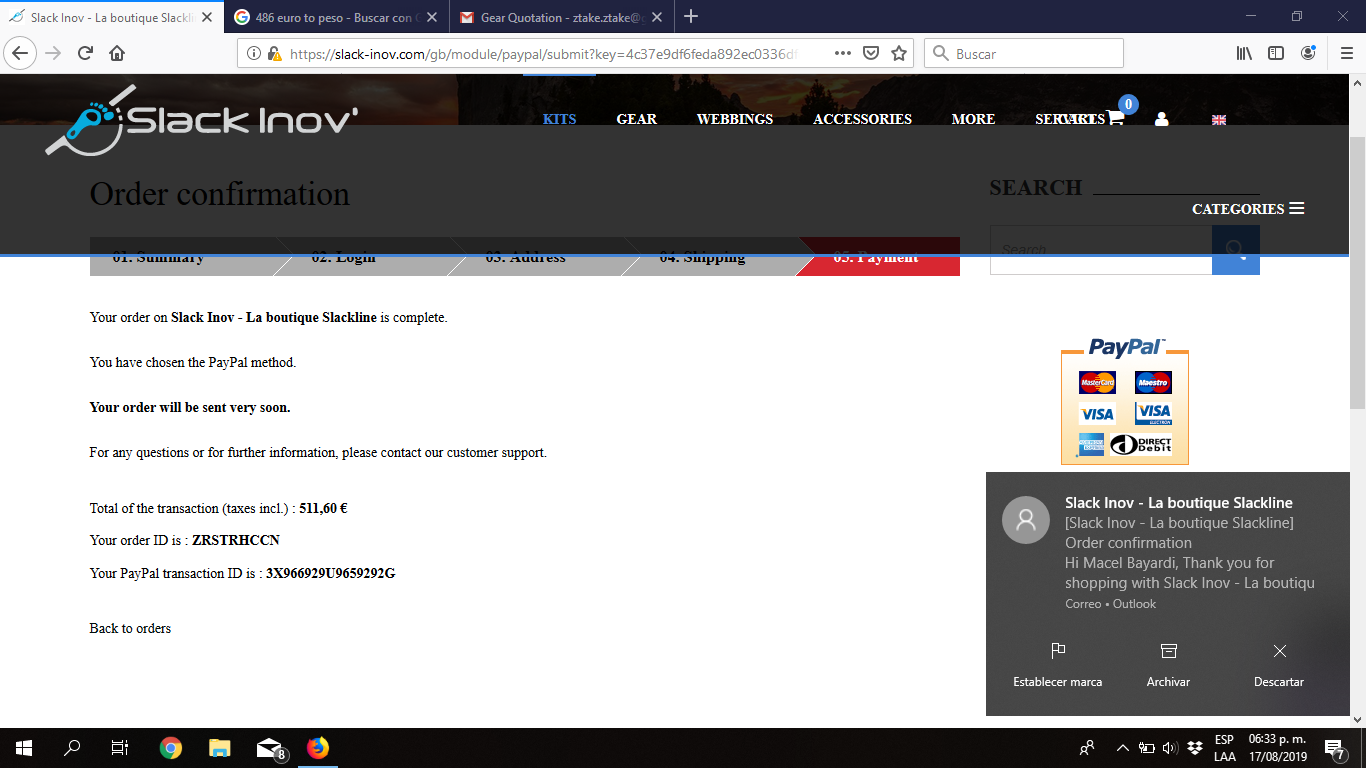 Slack Inov - La boutique Slackli
486 euro to peso - Buscar con G
Gear Quotation - ztake.ztake@g
https://slack-inov.com/gb/module/paypal/submit?key=4c37e9df6feda892ec0336df
Buscar
Slack Inov'
KITS
GEAR
WEBBINGS
ACCESSORIES
MORE
SERVICES
CART
0
Order confirmation
SEARCH
CATEGORIES
Search
01. Summary
02. Login
03. Address
04. Shipping
05. Payment
Your order on Slack Inov - La boutique Slackline is complete.
You have chosen the PayPal method.
Your order will be sent very soon.
For any questions or for further information, please contact our customer support.
Total of the transaction (taxes incl.) : 511,60 €
Your order ID is : ZRSTRHCCN
Your PayPal transaction ID is : 3X966929U9659292G
Back to orders
PayPal
MasterCard
Maestro
VISA
VISA
ELECTRON
DIRECT
Debit
Slack Inov - La boutique Slackline
[Slack Inov - La boutique Slackline]
Order confirmation
Hi Macel Bayardi, Thank you for
shopping with Slack Inov - La boutiqu
Correo • Outlook
Establecer marca
Archivar
Descartar
8
ESP
LAA
06:33 p. m.
17/08/2019
7